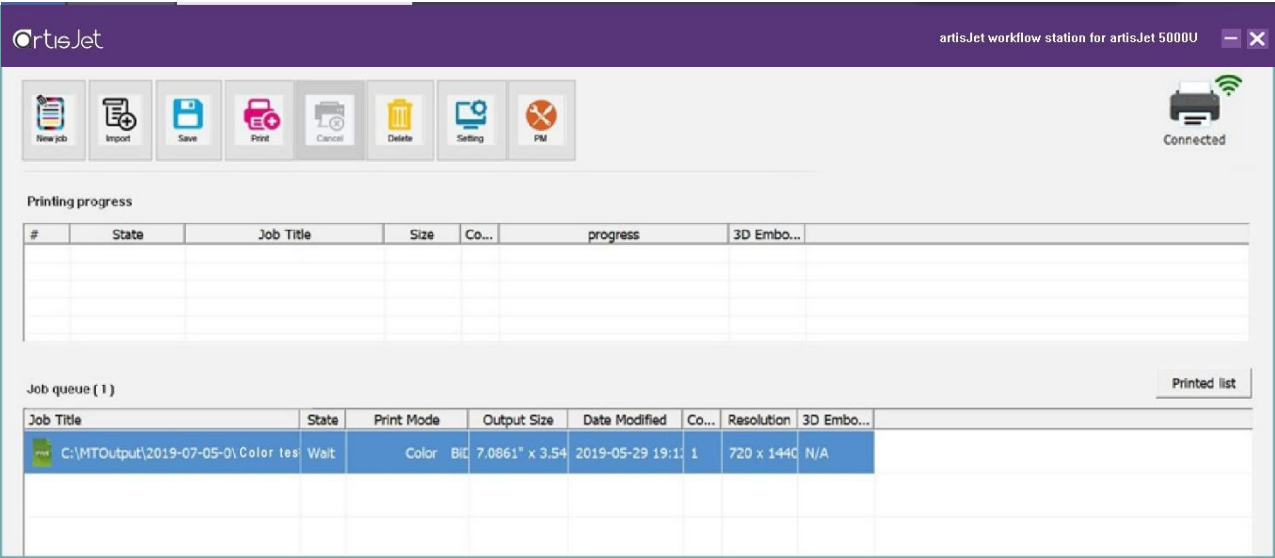 artisJet
artisJet workflow station for artisJet 5000U
New job Import Save Print Cancel Delete Setting PM
Connected
Printing progress
# State Job Title Size Co... progress 3D Embo...
Job queue ( 1 )
Printed list
Job Title State Print Mode Output Size Date Modified Co... Resolution 3D Embo...
C:\MTOutput\2019-07-05-0\ Color tes Wait Color 7.0861" x 3.54 2019-05-29 19:1 1 720 x 1440 N/A